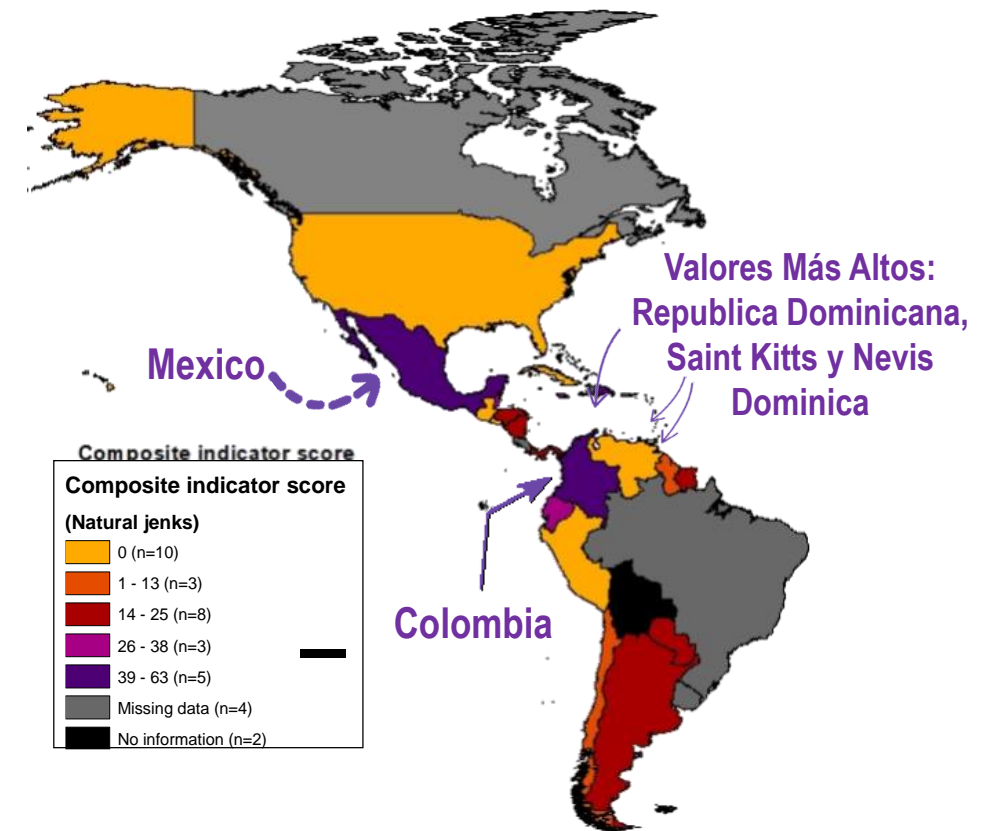 Valores Más Altos:
Republica Dominicana,
Saint Kitts y Nevis
Dominica
Mexico
Composite indicator score
Composite indicator score
(Natural jenks)
0 (n=10)
1 - 13 (n=3)
14 - 25 (n=8)
26 - 38 (n=3)
39 - 63 (n=5)
Missing data (n=4)
No information (n=2)
Colombia